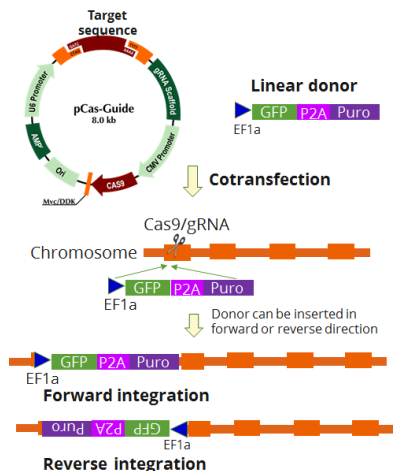 Target
sequence
U6 Promoter
gRNA Scaffold
pCas-Guide
8.0 kb
AMP
Ori
CAS9
CMV Promoter
Myc/DDK
Linear donor
GFP P2A Puro
EF1a
Cotransfection
Cas9/gRNA
Chromosome
GFP P2A Puro
EF1a
Donor can be inserted in
forward or reverse direction
GFP P2A Puro
EF1a
Forward integration
Puro P2A GFP
EF1a
Reverse integration